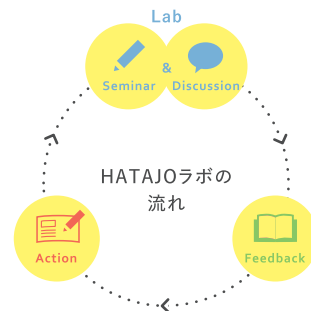 Lab
Seminar & Discussion
HATAJOラボの
流れ
Action
Feedback